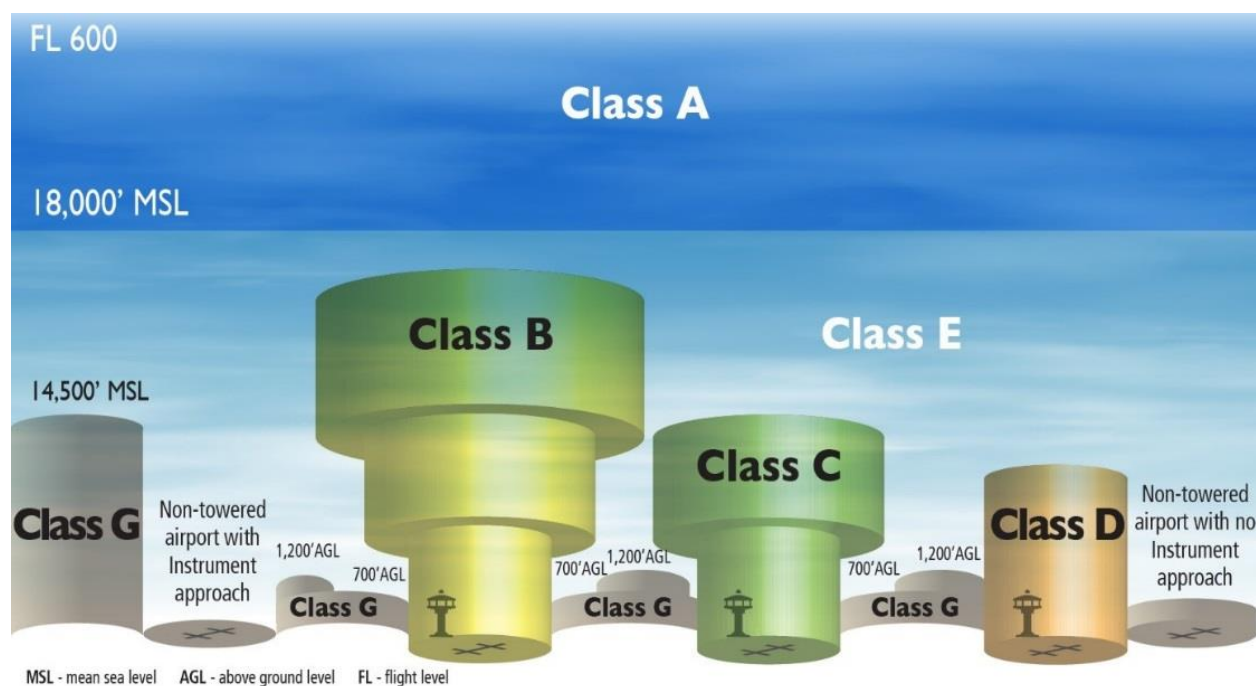 FL 600
Class A
18,000' MSL
Class B
Class E
14,500' MSL
Class G
Non-towered
airport with
Instrument
approach
1,200'AGL
700'AGL
Class G
700'AGL
1,200'AGL
Class G
Class C
700'AGL
1,200'AGL
Class G
Class D
Non-towered
airport with no
Instrument
approach
MSL - mean sea level AGL - above ground level FL - flight level